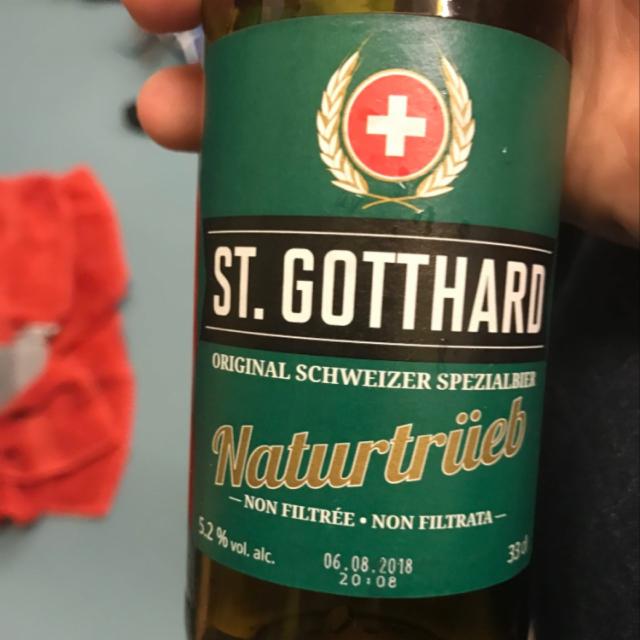 ST. GOTTHARD
ORIGINAL SCHWEIZER SPEZIALBIER
Naturtrüeb
— NON FILTRÉE • NON FILTRATA —
5.2 % vol. alc.
33 cl
06.08.2018
20:08